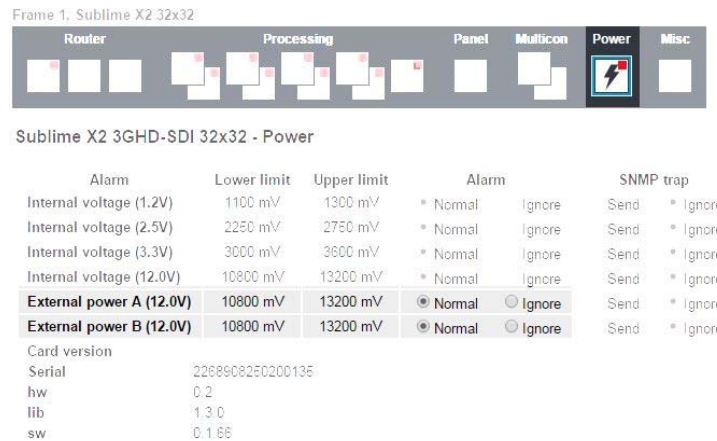 Frame 1. Sublime X2 32x32
Router Processing Panel Multicon Power Misc
Sublime X2 3GHD-SDI 32x32 - Power
Alarm Lower limit Upper limit Alarm SNMP trap
Internal voltage (1.2V) 1100 mV 1300 mV Normal Ignore Send Ignore
Internal voltage (2.5V) 2250 mV 2750 mV Normal Ignore Send Ignore
Internal voltage (3.3V) 3000 mV 3600 mV Normal Ignore Send Ignore
Internal voltage (12.0V) 10800 mV 13200 mV Normal Ignore Send Ignore
External power A (12.0V) 10800 mV 13200 mV Normal Ignore Send Ignore
External power B (12.0V) 10800 mV 13200 mV Normal Ignore Send Ignore
Card version
Serial 2268908250200135
hw 0.2
lib 1.3.0
sw 0.1.66